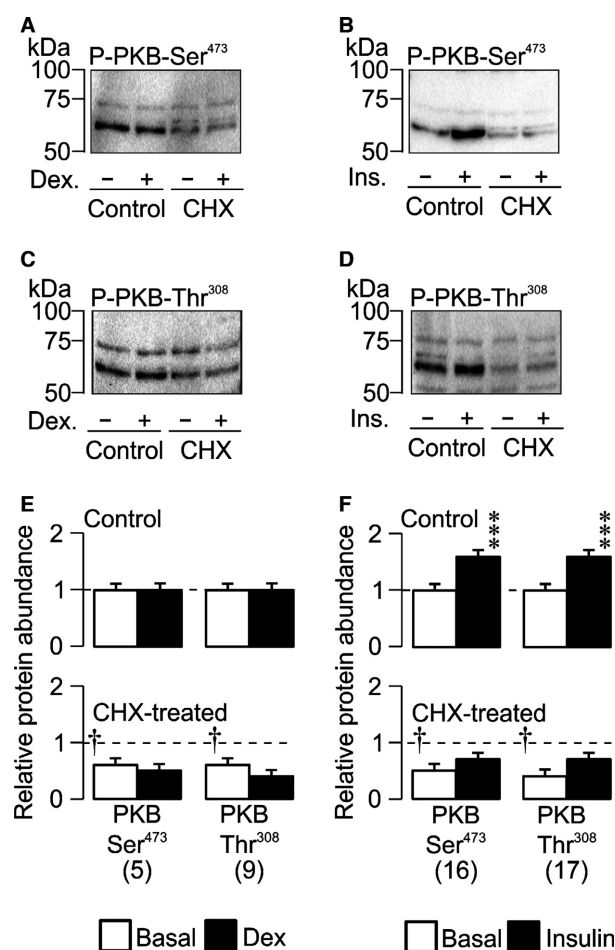 A
kDa
P-PKB-Ser473
100
75
50
Dex. − + − +
Control CHX
B
kDa
P-PKB-Ser473
100
75
50
Ins. − + − +
Control CHX
C
kDa
P-PKB-Thr308
100
75
50
Dex. − + − +
Control CHX
D
kDa
P-PKB-Thr308
100
75
50
Ins. − + − +
Control CHX
E
Relative protein abundance
Control
2
1
0
CHX-treated
2
† †
1
0
PKB PKB
Ser473 Thr308
(5) (9)
Basal Dex
F
Relative protein abundance
Control
*** ***
2
1
0
CHX-treated
2
† †
1
0
PKB PKB
Ser473 Thr308
(16) (17)
Basal Insulin